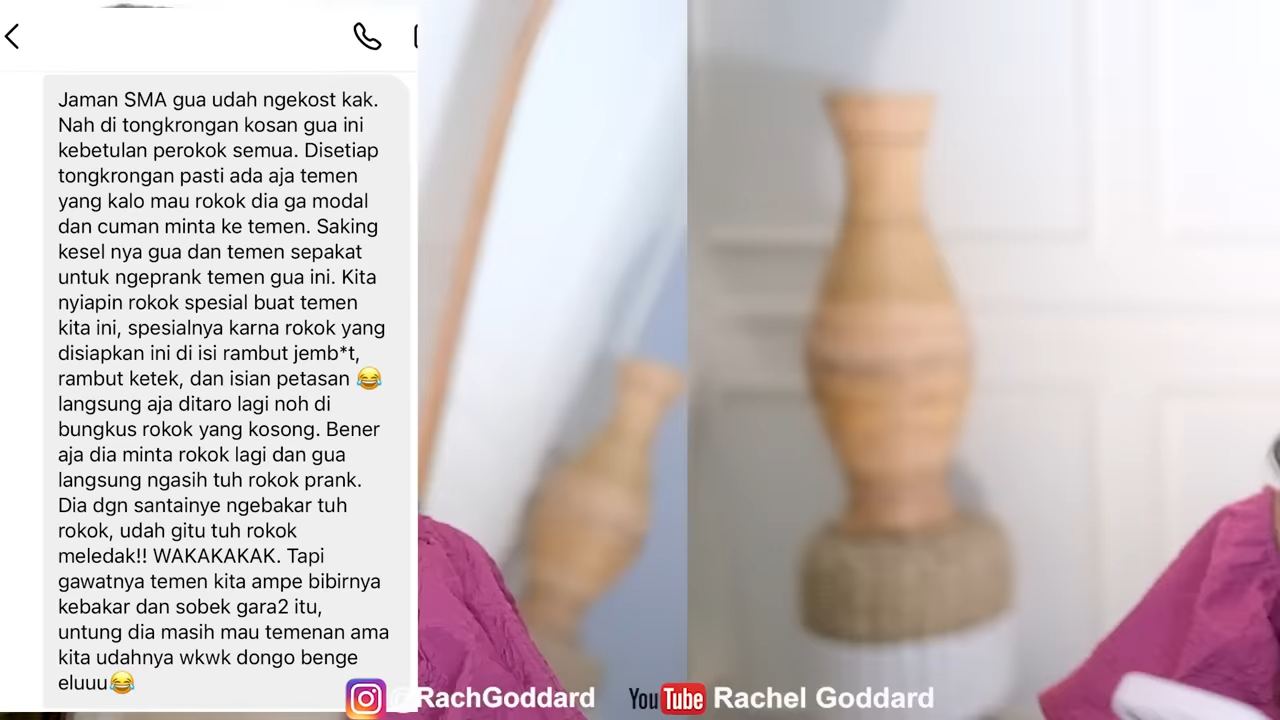 Jaman SMA gua udah ngekost kak.
Nah di tongkrongan kosan gua ini
kebetulan perokok semua. Disetiap
tongkrongan pasti ada aja temen
yang kalo mau rokok dia ga modal
dan cuman minta ke temen. Saking
kesel nya gua dan temen sepakat
untuk ngeprank temen gua ini. Kita
nyiapin rokok spesial buat temen
kita ini, spesialnya karna rokok yang
disiapkan ini di isi rambut jemb*t,
rambut ketek, dan isian petasan 😂
langsung aja ditaro lagi noh di
bungkus rokok yang kosong. Bener
aja dia minta rokok lagi dan gua
langsung ngasih tuh rokok prank.
Dia dgn santainye ngebakar tuh
rokok, udah gitu tuh rokok
meledak!! WAKAKAKAK. Tapi
gawatnya temen kita ampe bibirnya
kebakar dan sobek gara2 itu,
untung dia masih mau temenan ama
kita udahnya wkwk dongo benge
eluuu😂
@RachGoddard YouTube Rachel Goddard